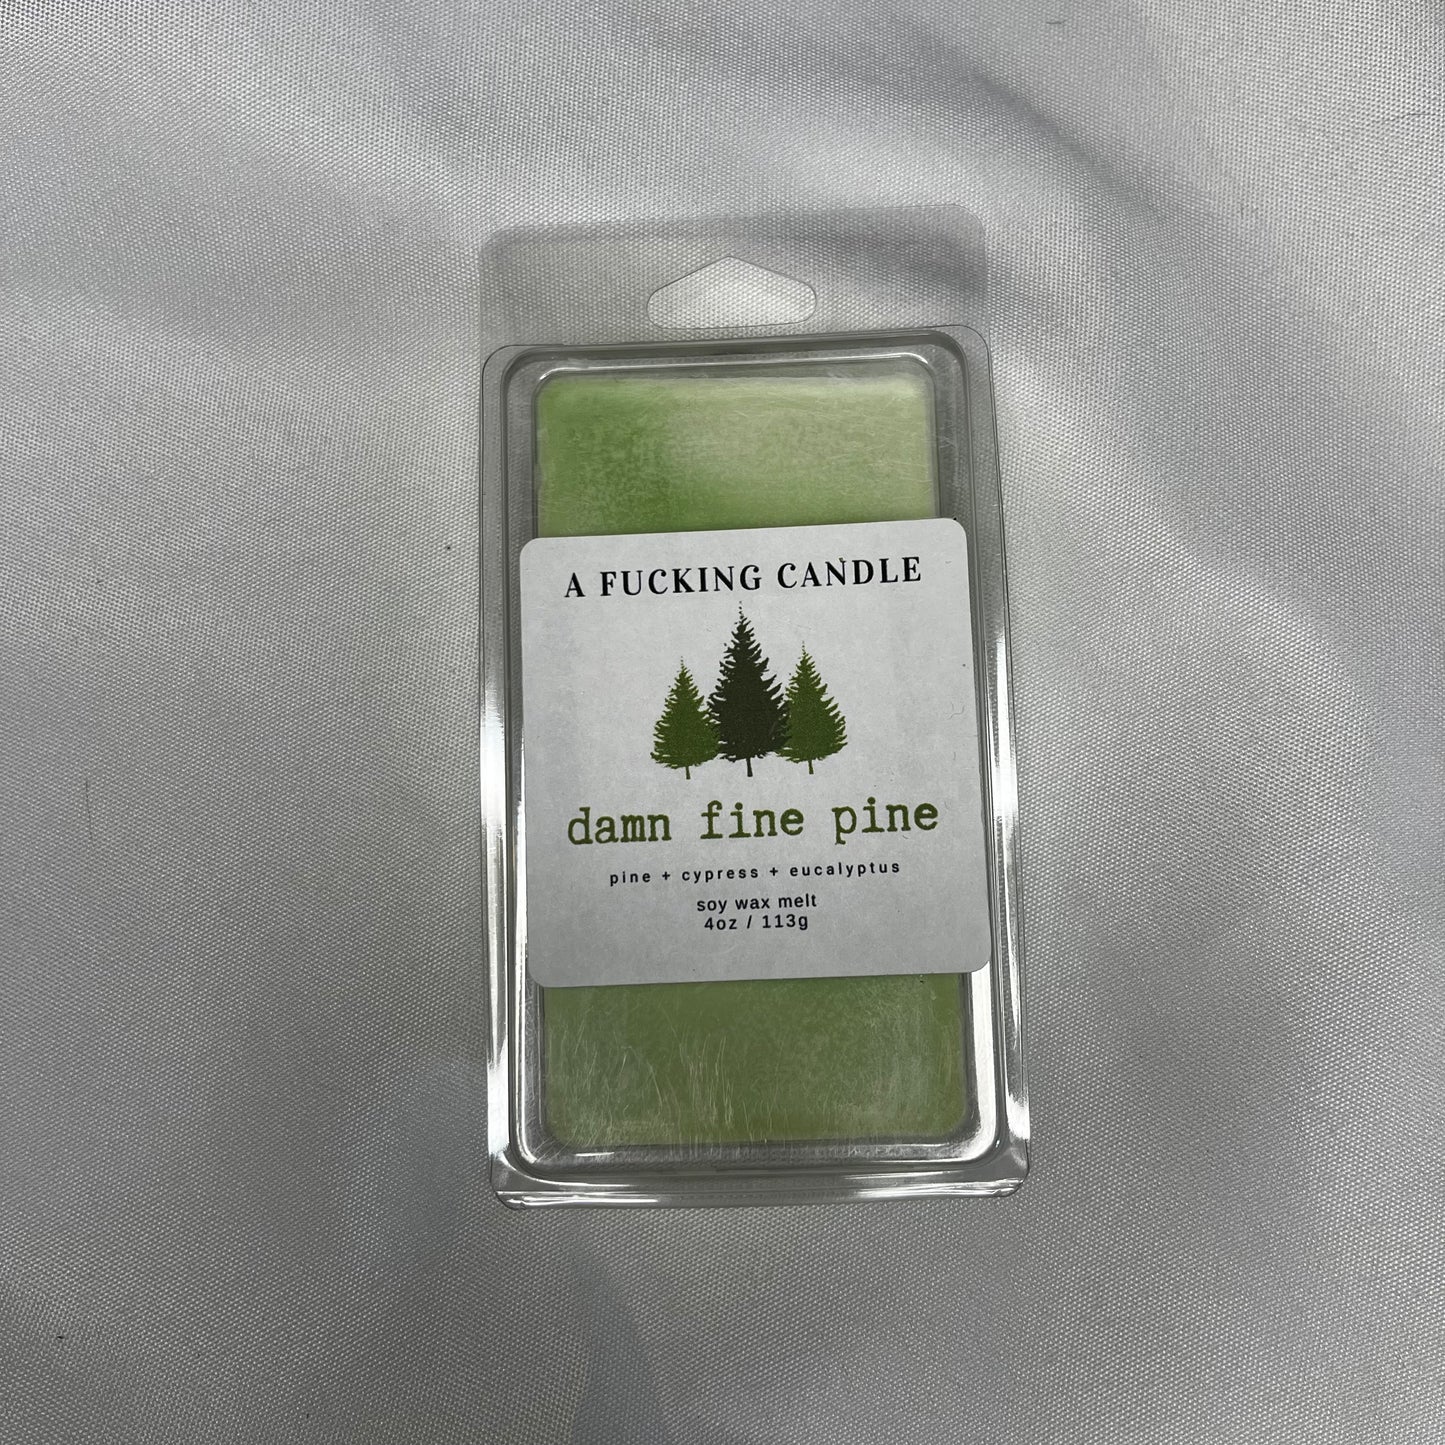 A FUCKING CANDLE
damn fine pine
pine + cypress + eucalyptus
soy wax melt
4oz / 113g